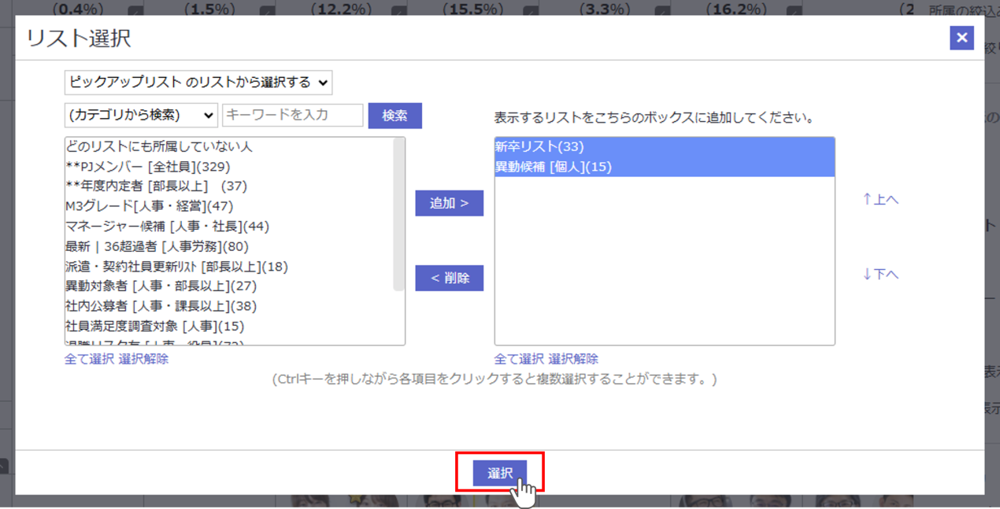 (0.4%) (1.5%) (12.2%) (15.5%) (3.3%) (16.2%) (2 所属の絞込み
リスト選択
×
ピックアップリスト のリストから選択する
(カテゴリから検索) キーワードを入力 検索
表示するリストをこちらのボックスに追加してください。
どのリストにも所属していない人
**PJメンバー [全社員](329)
**年度内定者 [部長以上] (37)
M3グレード[人事・経営](47)
マネージャー候補 [人事・社長](44)
最新 | 36超過者 [人事労務](80)
派遣・契約社員更新ﾘｽﾄ [部長以上](18)
異動対象者 [人事・部長以上](27)
社内公募者 [人事・課長以上](38)
社員満足度調査対象 [人事](15)
追加 >
< 削除
新卒リスト(33)
異動候補 [個人](15)
↑上へ
↓下へ
全て選択 選択解除
全て選択 選択解除
(Ctrlキーを押しながら各項目をクリックすると複数選択することができます。)
選択